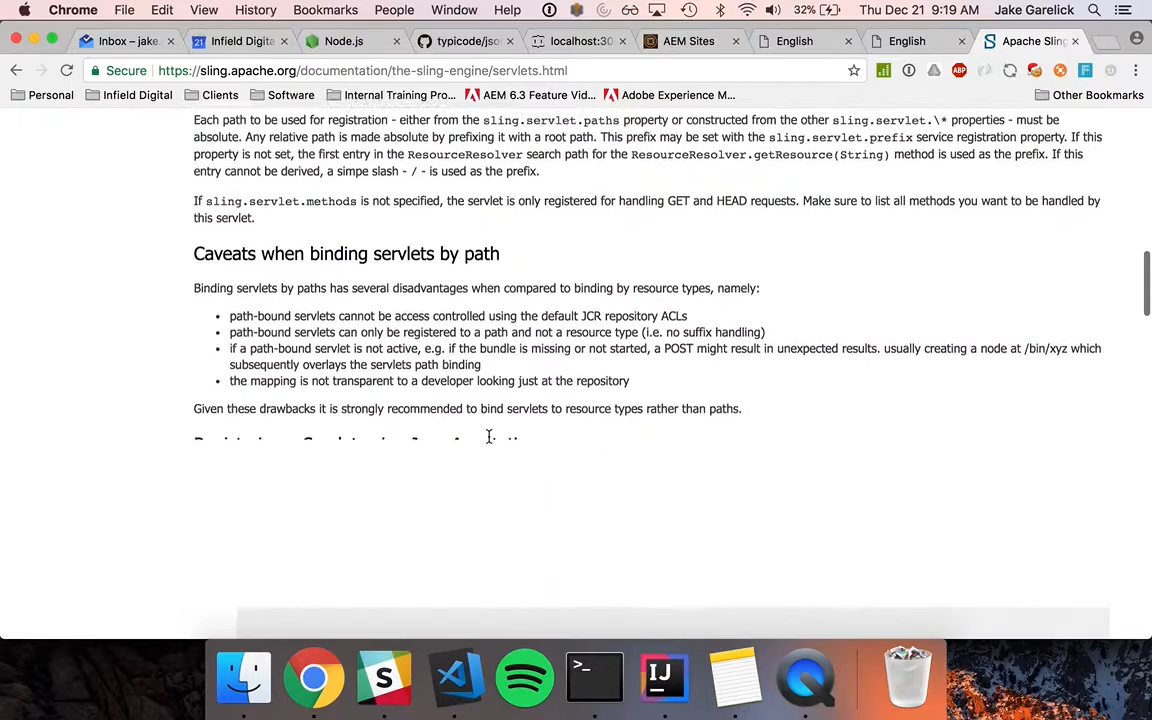 Chrome File Edit View History Bookmarks People Window Help 32% Thu Dec 21 9:19 AM Jake Garelick
Inbox – jake. Infield Digita Node.js typicode/jso localhost:30 AEM Sites English English Apache Sling
Secure https://sling.apache.org/documentation/the-sling-engine/servlets.html
Personal Infield Digital Clients Software Internal Training Pro... AEM 6.3 Feature Vid... Adobe Experience M... Other Bookmarks
Each path to be used for registration - either from the sling.servlet.paths property or constructed from the other sling.servlet.\* properties - must be
absolute. Any relative path is made absolute by prefixing it with a root path. This prefix may be set with the sling.servlet.prefix service registration property. If this
property is not set, the first entry in the ResourceResolver search path for the ResourceResolver.getResource(String) method is used as the prefix. If this
entry cannot be derived, a simpe slash - / - is used as the prefix.
If sling.servlet.methods is not specified, the servlet is only registered for handling GET and HEAD requests. Make sure to list all methods you want to be handled by
this servlet.
Caveats when binding servlets by path
Binding servlets by paths has several disadvantages when compared to binding by resource types, namely:
• path-bound servlets cannot be access controlled using the default JCR repository ACLs
• path-bound servlets can only be registered to a path and not a resource type (i.e. no suffix handling)
• if a path-bound servlet is not active, e.g. if the bundle is missing or not started, a POST might result in unexpected results. usually creating a node at /bin/xyz which
subsequently overlays the servlets path binding
• the mapping is not transparent to a developer looking just at the repository
Given these drawbacks it is strongly recommended to bind servlets to resource types rather than paths.